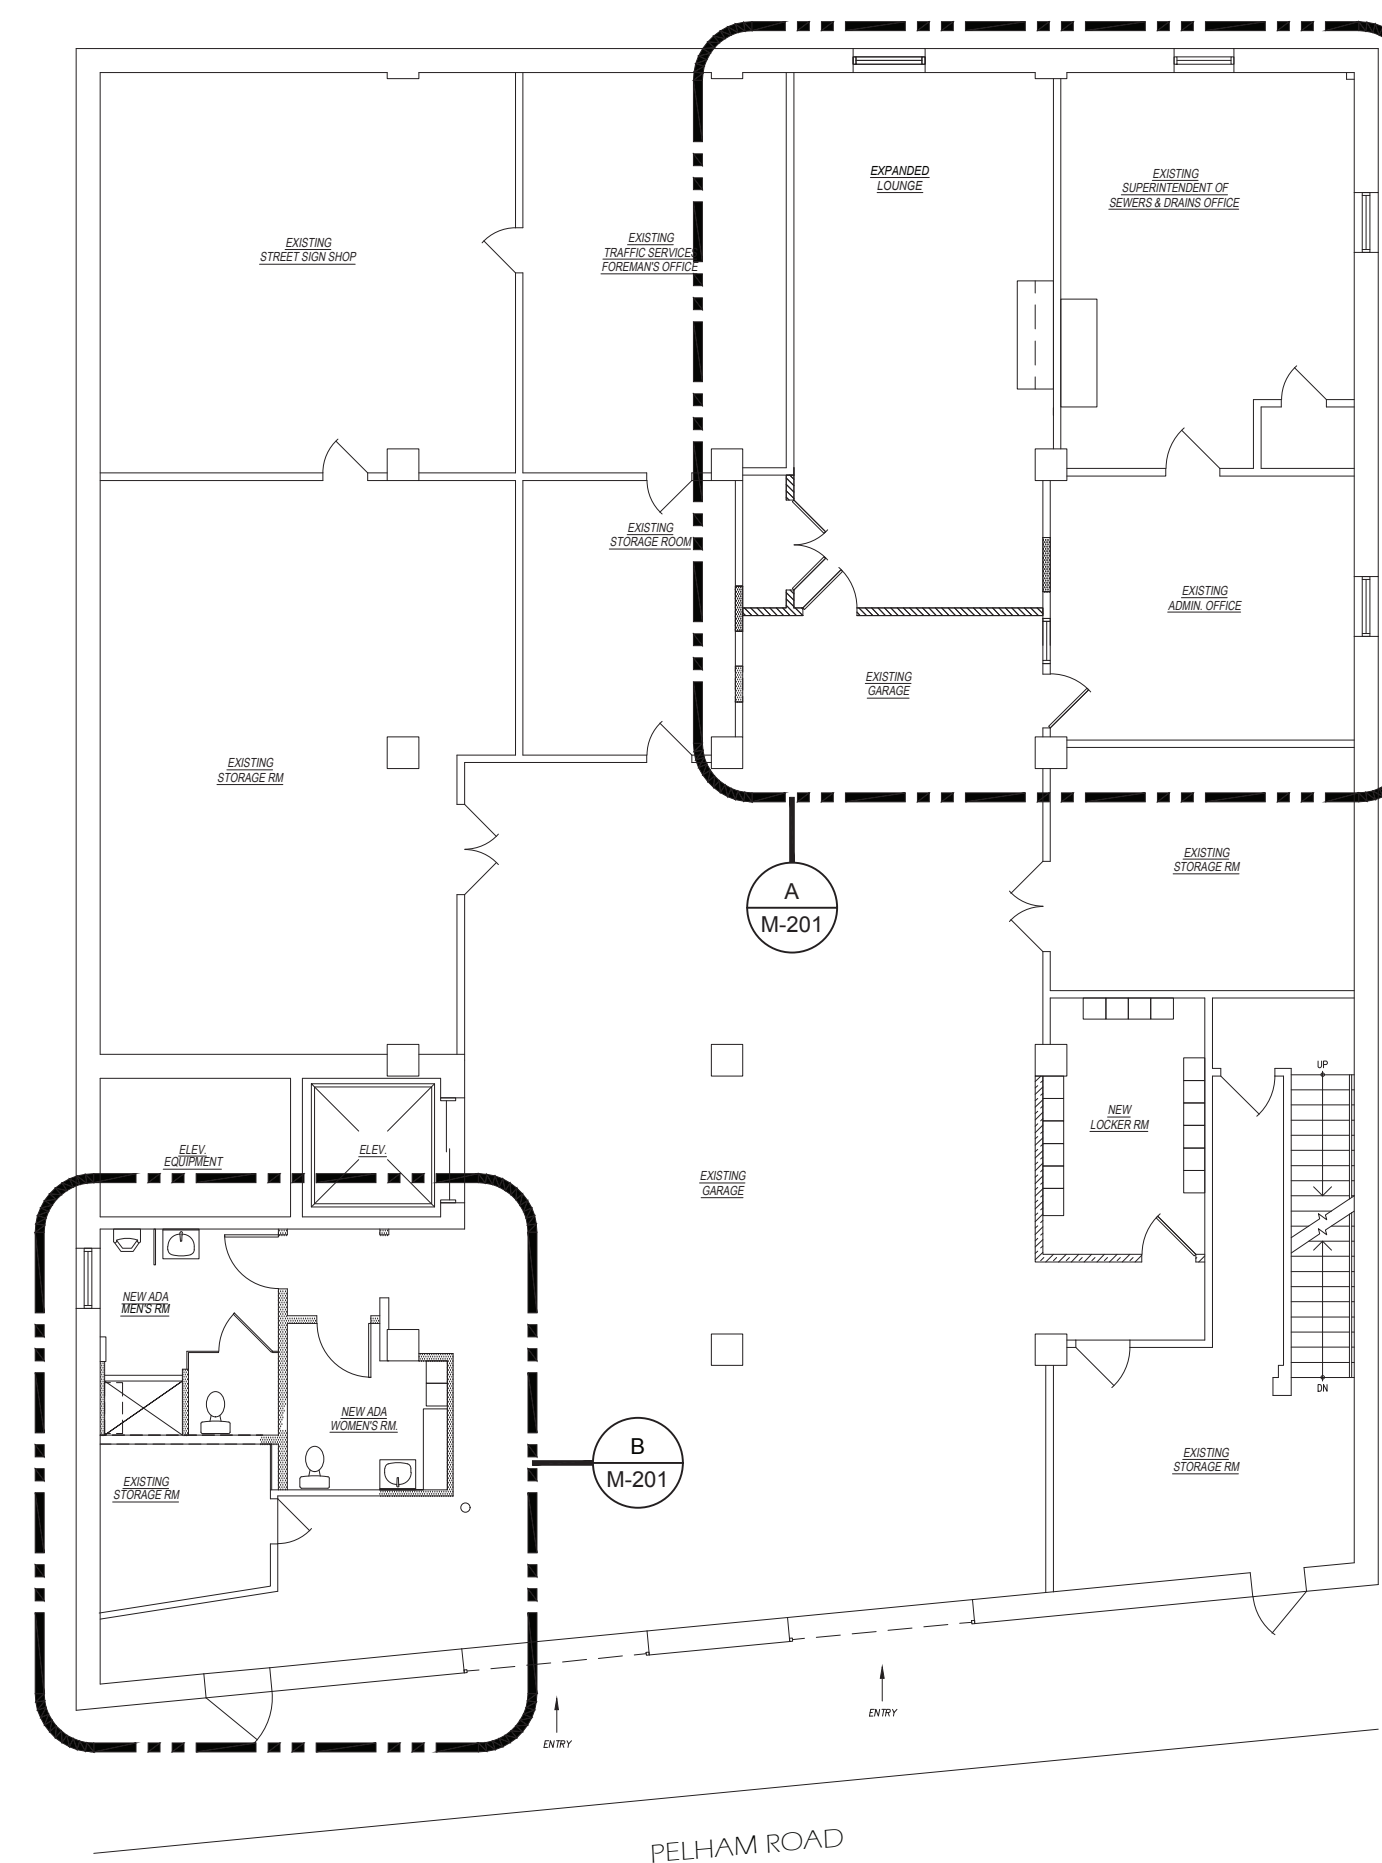 EXPANDED
LOUNGE
EXISTING
SUPERINTENDENT OF
SEWERS & DRAINS OFFICE
EXISTING
STREET SIGN SHOP
EXISTING
TRAFFIC SERVICES
FOREMAN'S OFFICE
EXISTING
STORAGE ROOM
EXISTING
ADMIN. OFFICE
EXISTING
GARAGE
EXISTING
STORAGE RM
A
M-201
EXISTING
STORAGE RM
UP
NEW
LOCKER RM
ELEV.
EQUIPMENT
ELEV.
EXISTING
GARAGE
NEW ADA
MEN'S RM
DN
NEW ADA
WOMEN'S RM.
B
M-201
EXISTING
STORAGE RM
EXISTING
STORAGE RM
ENTRY
ENTRY
PELHAM ROAD